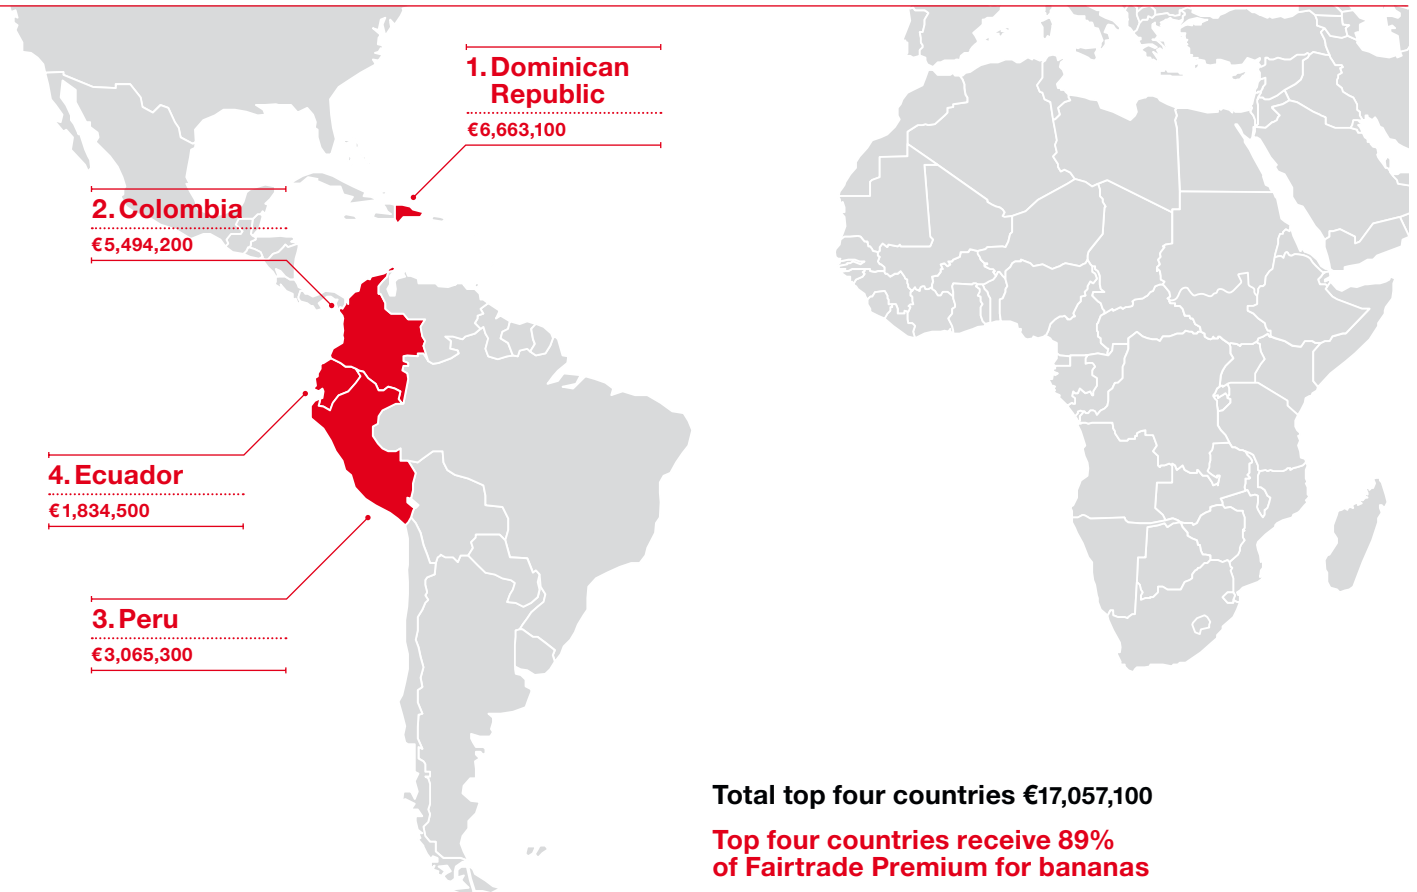 1. Dominican
Republic
€6,663,100
2. Colombia
€5,494,200
4. Ecuador
€1,834,500
3. Peru
€3,065,300
Total top four countries €17,057,100
Top four countries receive 89%
of Fairtrade Premium for bananas